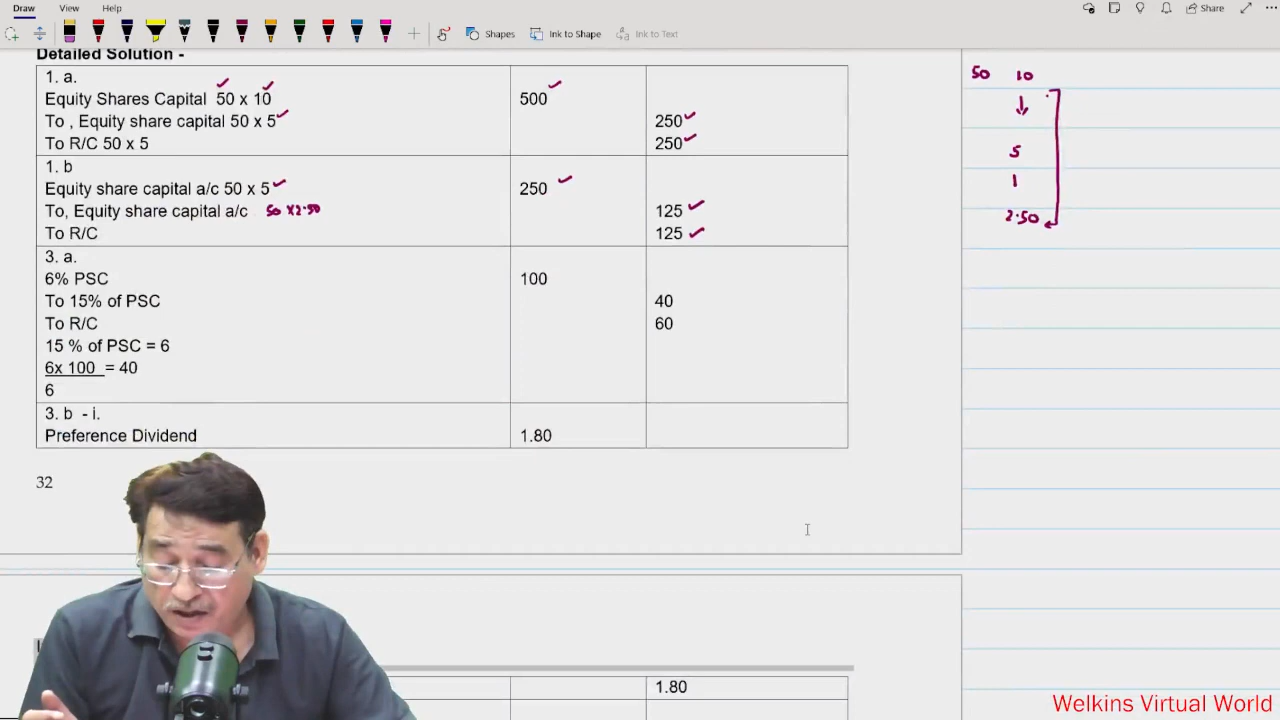 Draw View Help Share
Shapes Ink to Shape Ink to Text
Detailed Solution -
1. a.
Equity Shares Capital 50 x 10 500
To , Equity share capital 50 x 5 250
To R/C 50 x 5 250
1. b
Equity share capital a/c 50 x 5 250
To, Equity share capital a/c 50 x 2.50 125
To R/C 125
3. a.
6% PSC 100
To 15% of PSC 40
To R/C 60
15 % of PSC = 6
6x 100 = 40
6
3. b - i.
Preference Dividend 1.80
32
1.80
50 10
5
1
2.50
Welkins Virtual World